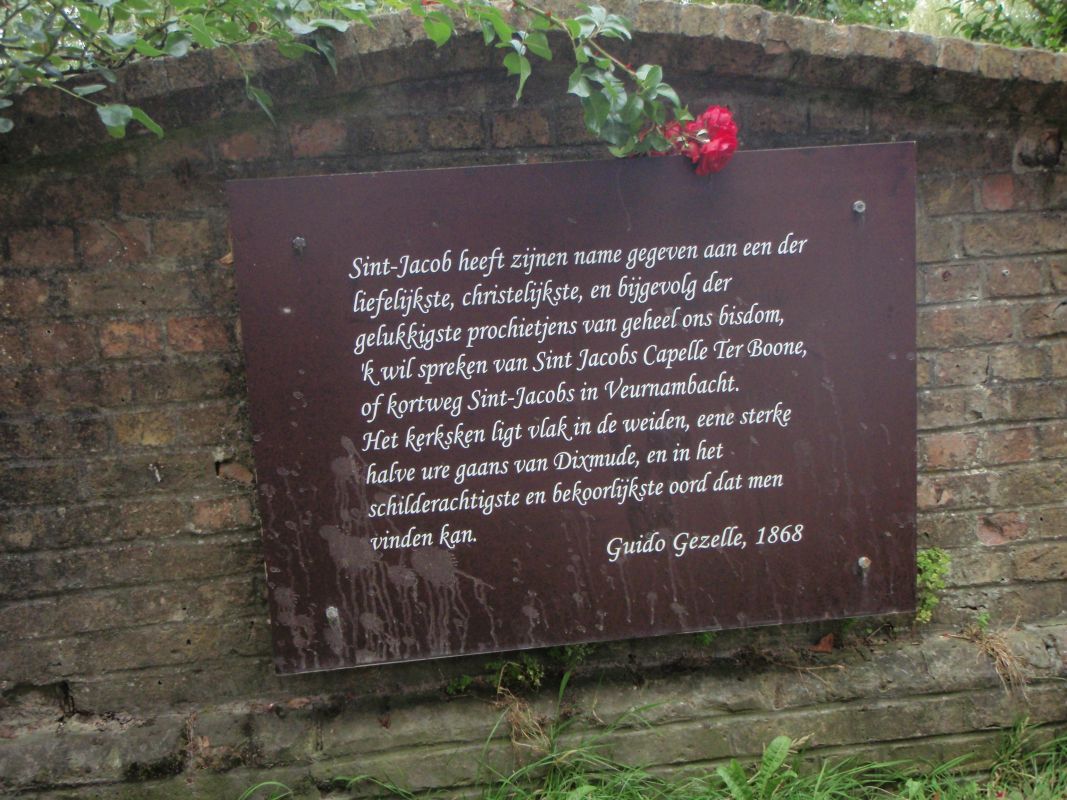 Sint-Jacob heeft zijnen name gegeven aan een der
liefelijkste, christelijkste, en bijgevolg der
gelukkigste prochietjens van geheel ons bisdom,
'k wil spreken van Sint Jacobs Capelle Ter Boone,
of kortweg Sint-Jacobs in Veurnambacht.
Het kerksken ligt vlak in de weiden, eene sterke
halve ure gaans van Dixmude, en in het
schilderachtigste en bekoorlijkste oord dat men
vinden kan.
Guido Gezelle, 1868